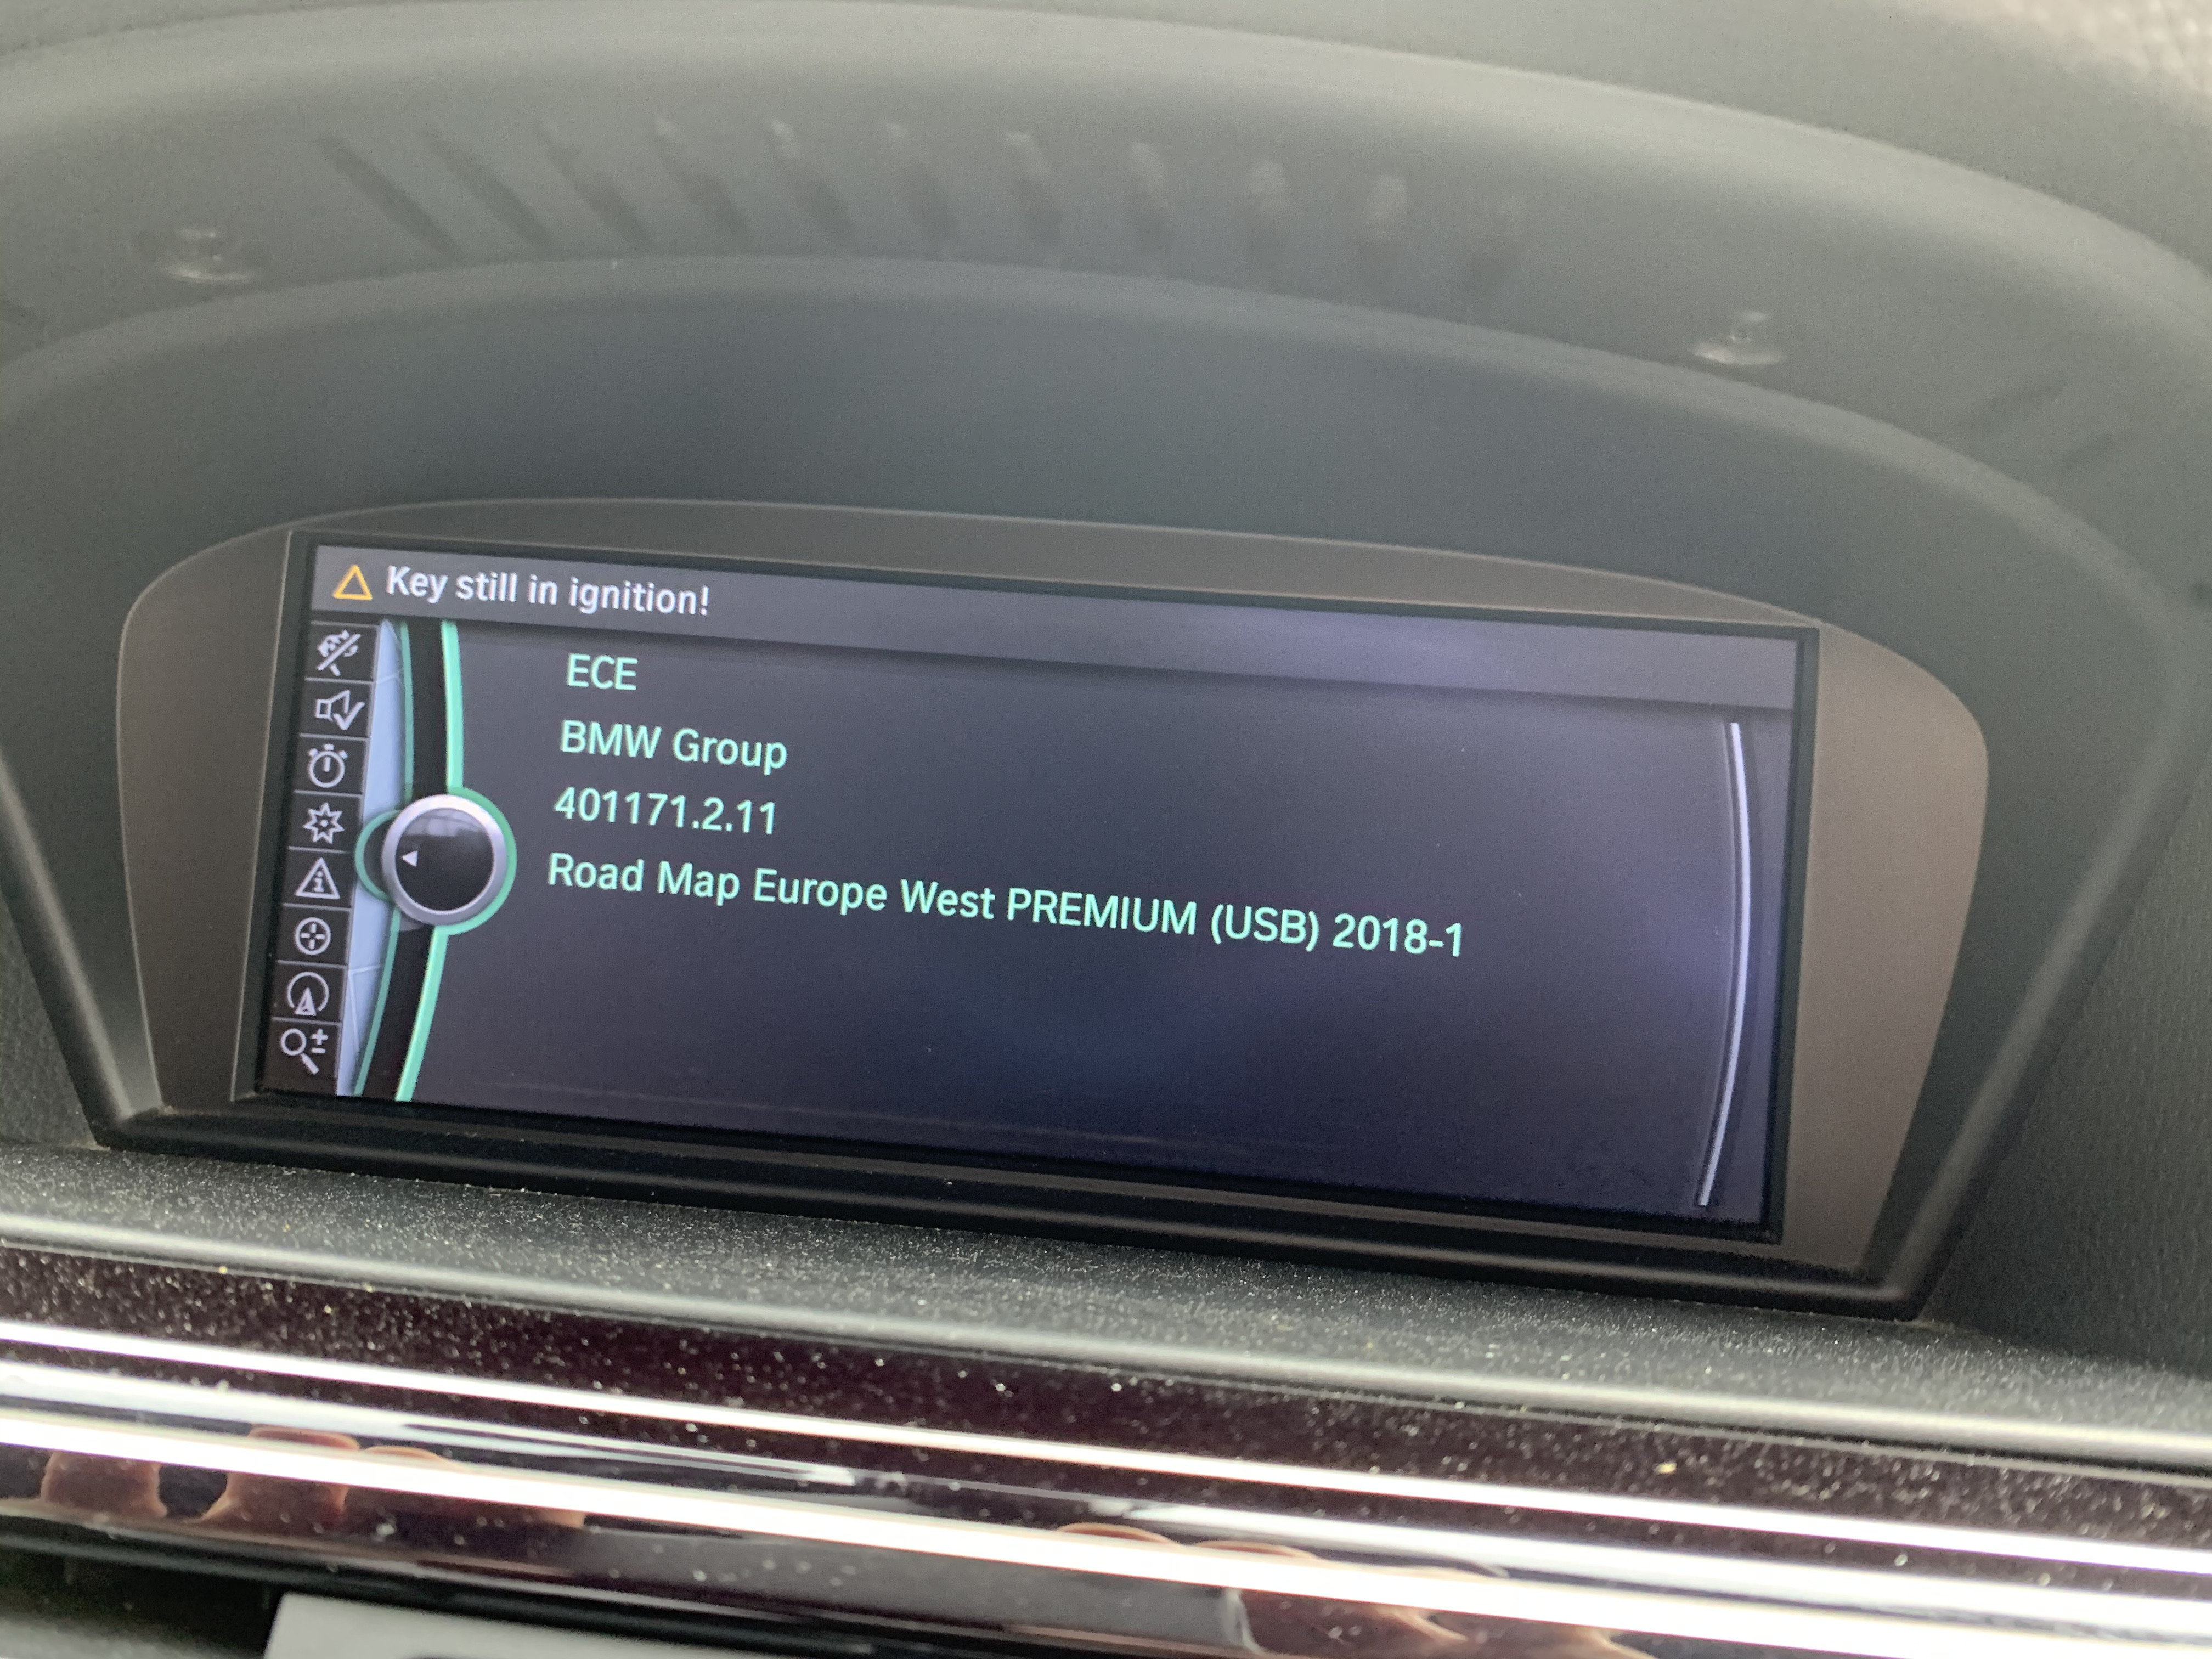 Key still in ignition!
ECE
BMW Group
401171.2.11
Road Map Europe West PREMIUM (USB) 2018-1